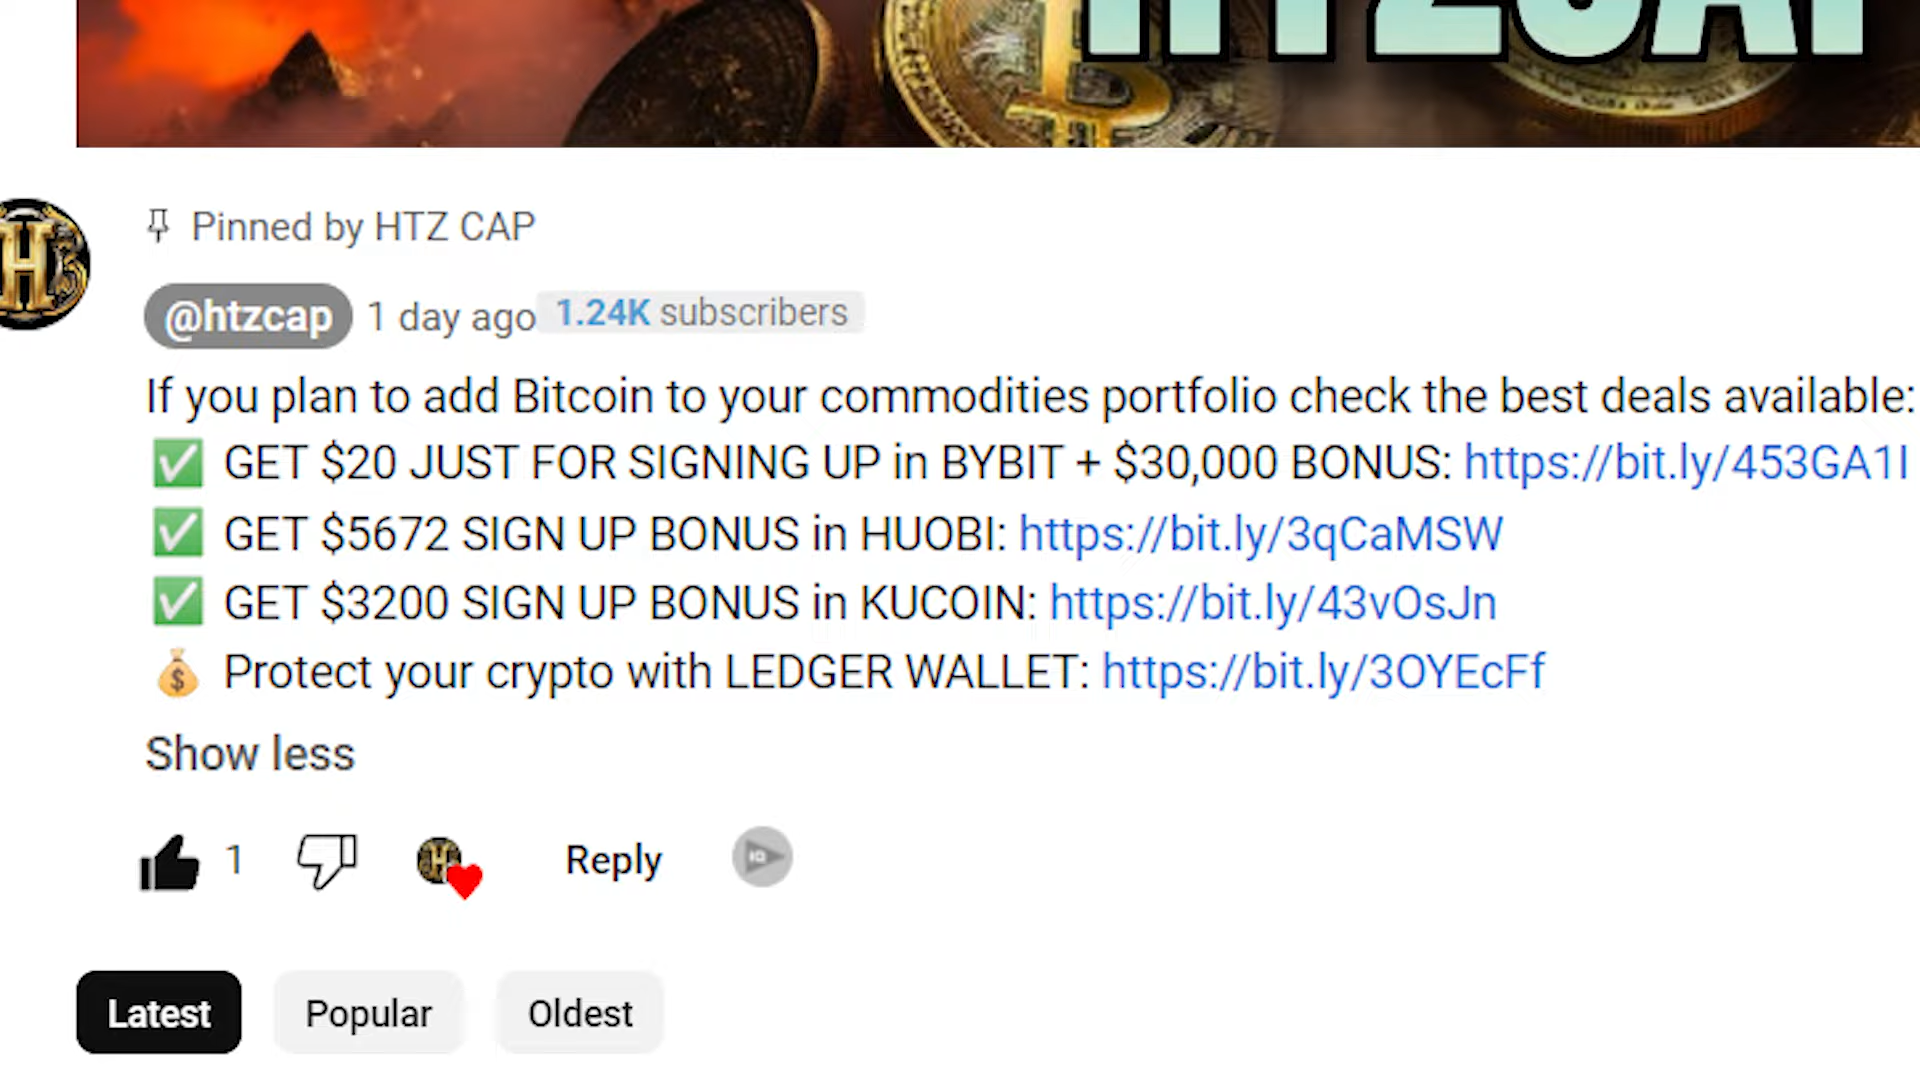 HTZCAP
Pinned by HTZ CAP
@htzcap 1 day ago 1.24K subscribers
If you plan to add Bitcoin to your commodities portfolio check the best deals available:
✅ GET $20 JUST FOR SIGNING UP in BYBIT + $30,000 BONUS: https://bit.ly/453GA1I
✅ GET $5672 SIGN UP BONUS in HUOBI: https://bit.ly/3qCaMSW
✅ GET $3200 SIGN UP BONUS in KUCOIN: https://bit.ly/43vOsJn
💰 Protect your crypto with LEDGER WALLET: https://bit.ly/3OYEcFf
Show less
1 Reply
Latest Popular Oldest